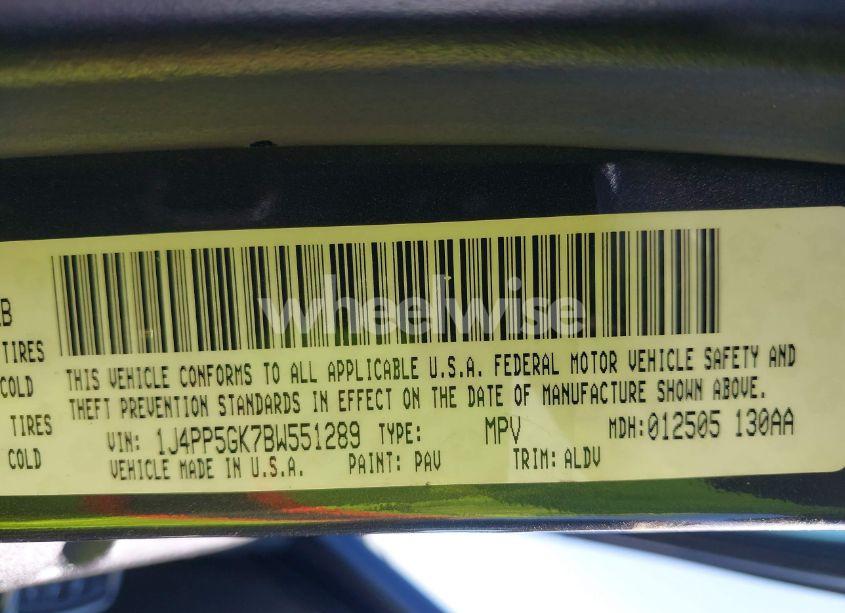 B
TIRES
COLD
TIRES
COLD
wheelwise
THIS VEHICLE CONFORMS TO ALL APPLICABLE U.S.A. FEDERAL MOTOR VEHICLE SAFETY AND
THEFT PREVENTION STANDARDS IN EFFECT ON THE DATE OF MANUFACTURE SHOWN ABOVE.
VIN: 1J4PP5GK7BW551289 TYPE: MPV MDH:012505 130AA
VEHICLE MADE IN U.S.A. PAINT: PAV TRIM: ALDV